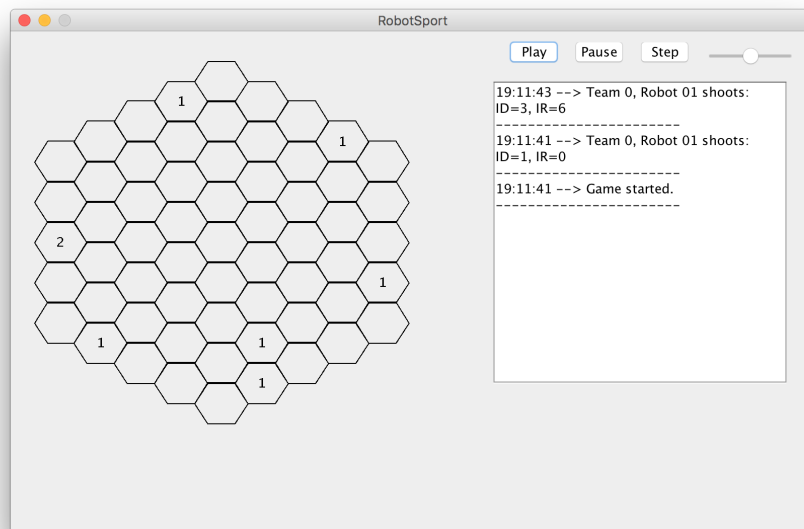 RobotSport
Play Pause Step
19:11:43 --> Team 0, Robot 01 shoots:
ID=3, IR=6
-----------------------
19:11:41 --> Team 0, Robot 01 shoots:
ID=1, IR=0
-----------------------
19:11:41 --> Game started.
-----------------------
1
1
2
1
1
1
1